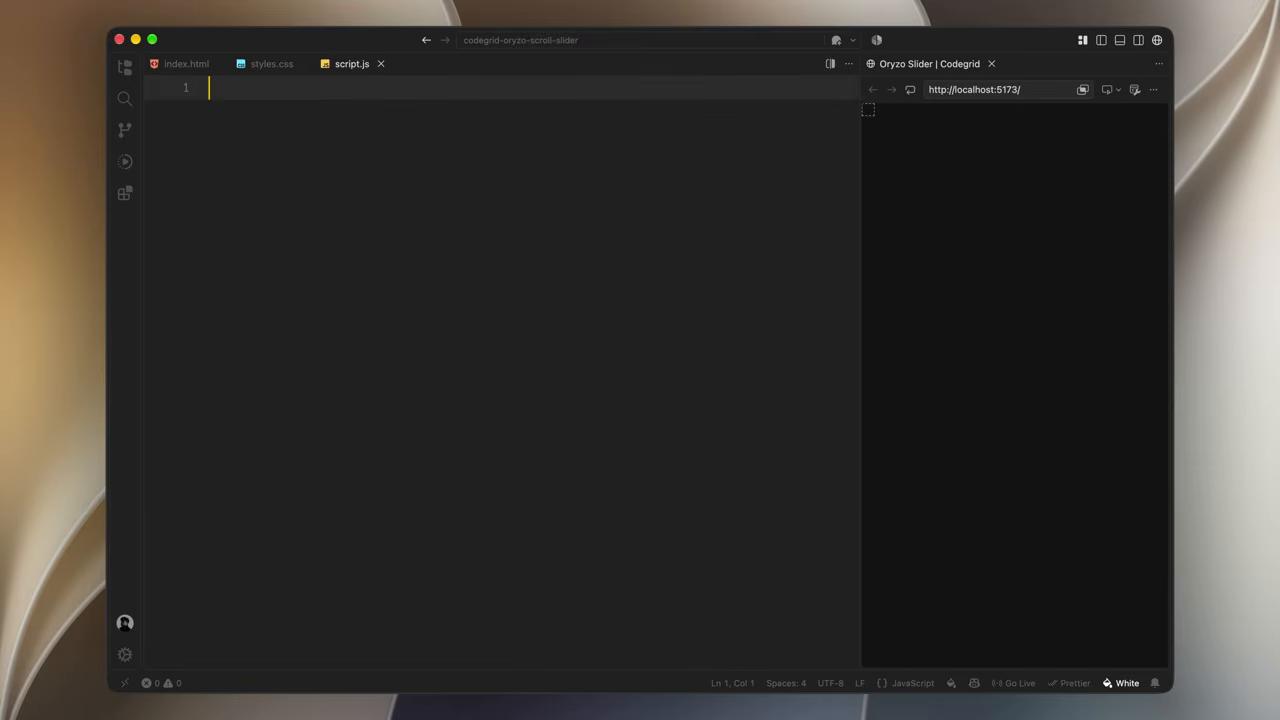 codegrid-oryzo-scroll-slider
index.html
styles.css
script.js
Oryzo Slider | Codegrid
http://localhost:5173/
1
0 0
Ln 1, Col 1
Spaces: 4
UTF-8
LF
{} JavaScript
Go Live
Prettier
White